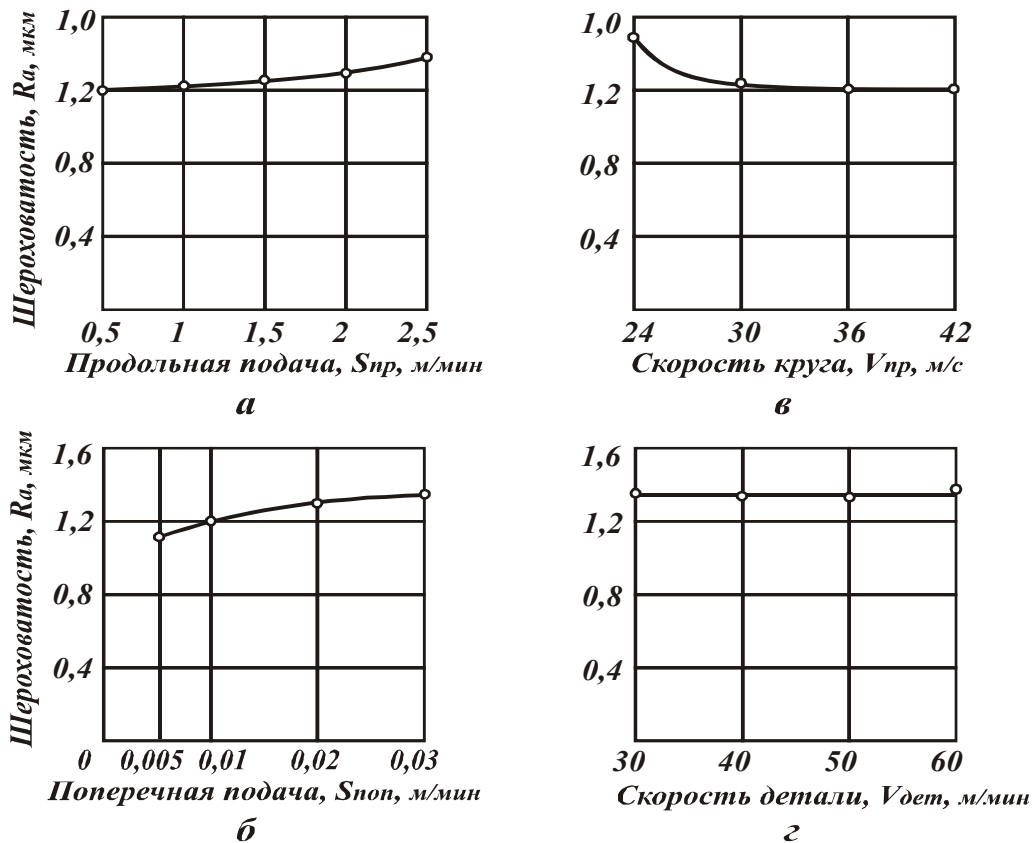 Шероховатость, Ra, мкм
1,0
1,2
0,8
0,4
0,5 1 1,5 2 2,5
Продольная подача, Sпр, м/мин
а
1,0
1,2
0,8
0,4
24 30 36 42
Скорость круга, Vпр, м/с
в
Шероховатость, Ra, мкм
1,6
1,2
0,8
0,4
0 0,005 0,01 0,02 0,03
Поперечная подача, Sпоп, м/мин
б
1,6
1,2
0,8
0,4
30 40 50 60
Скорость детали, Vдет, м/мин
г